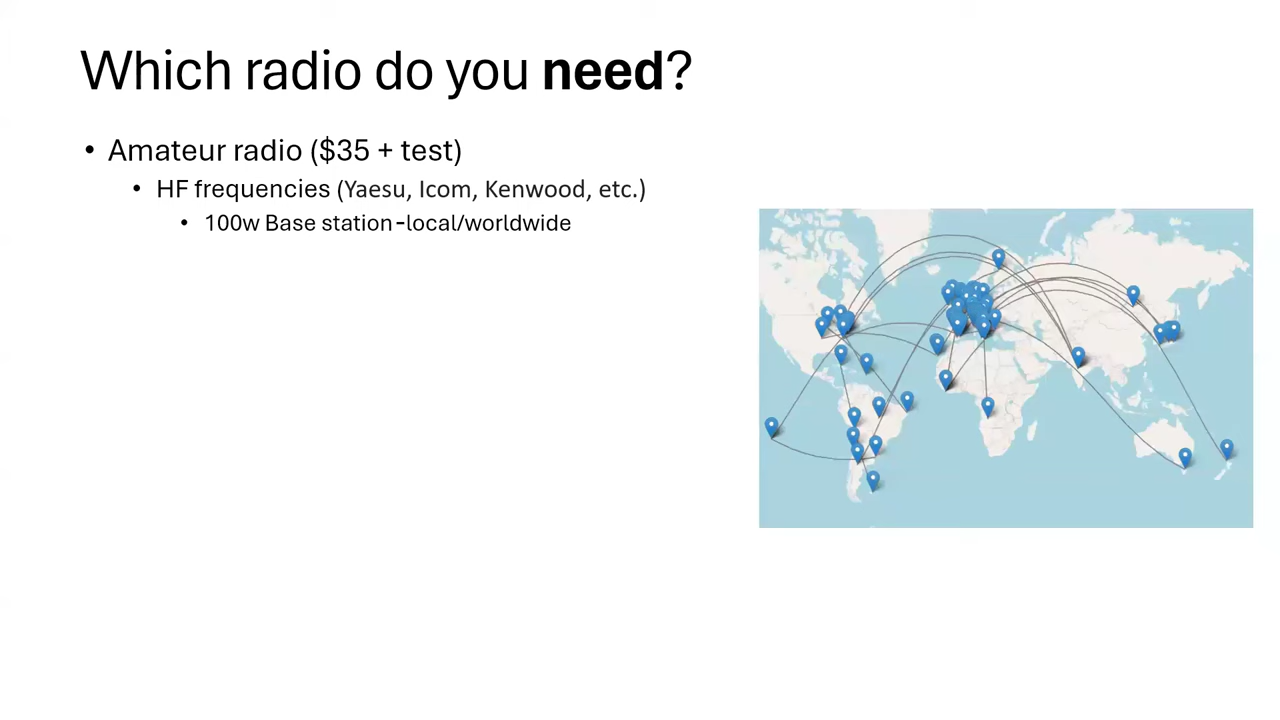 Which radio do you need?
• Amateur radio ($35 + test)
• HF frequencies (Yaesu, Icom, Kenwood, etc.)
• 100w Base station-local/worldwide